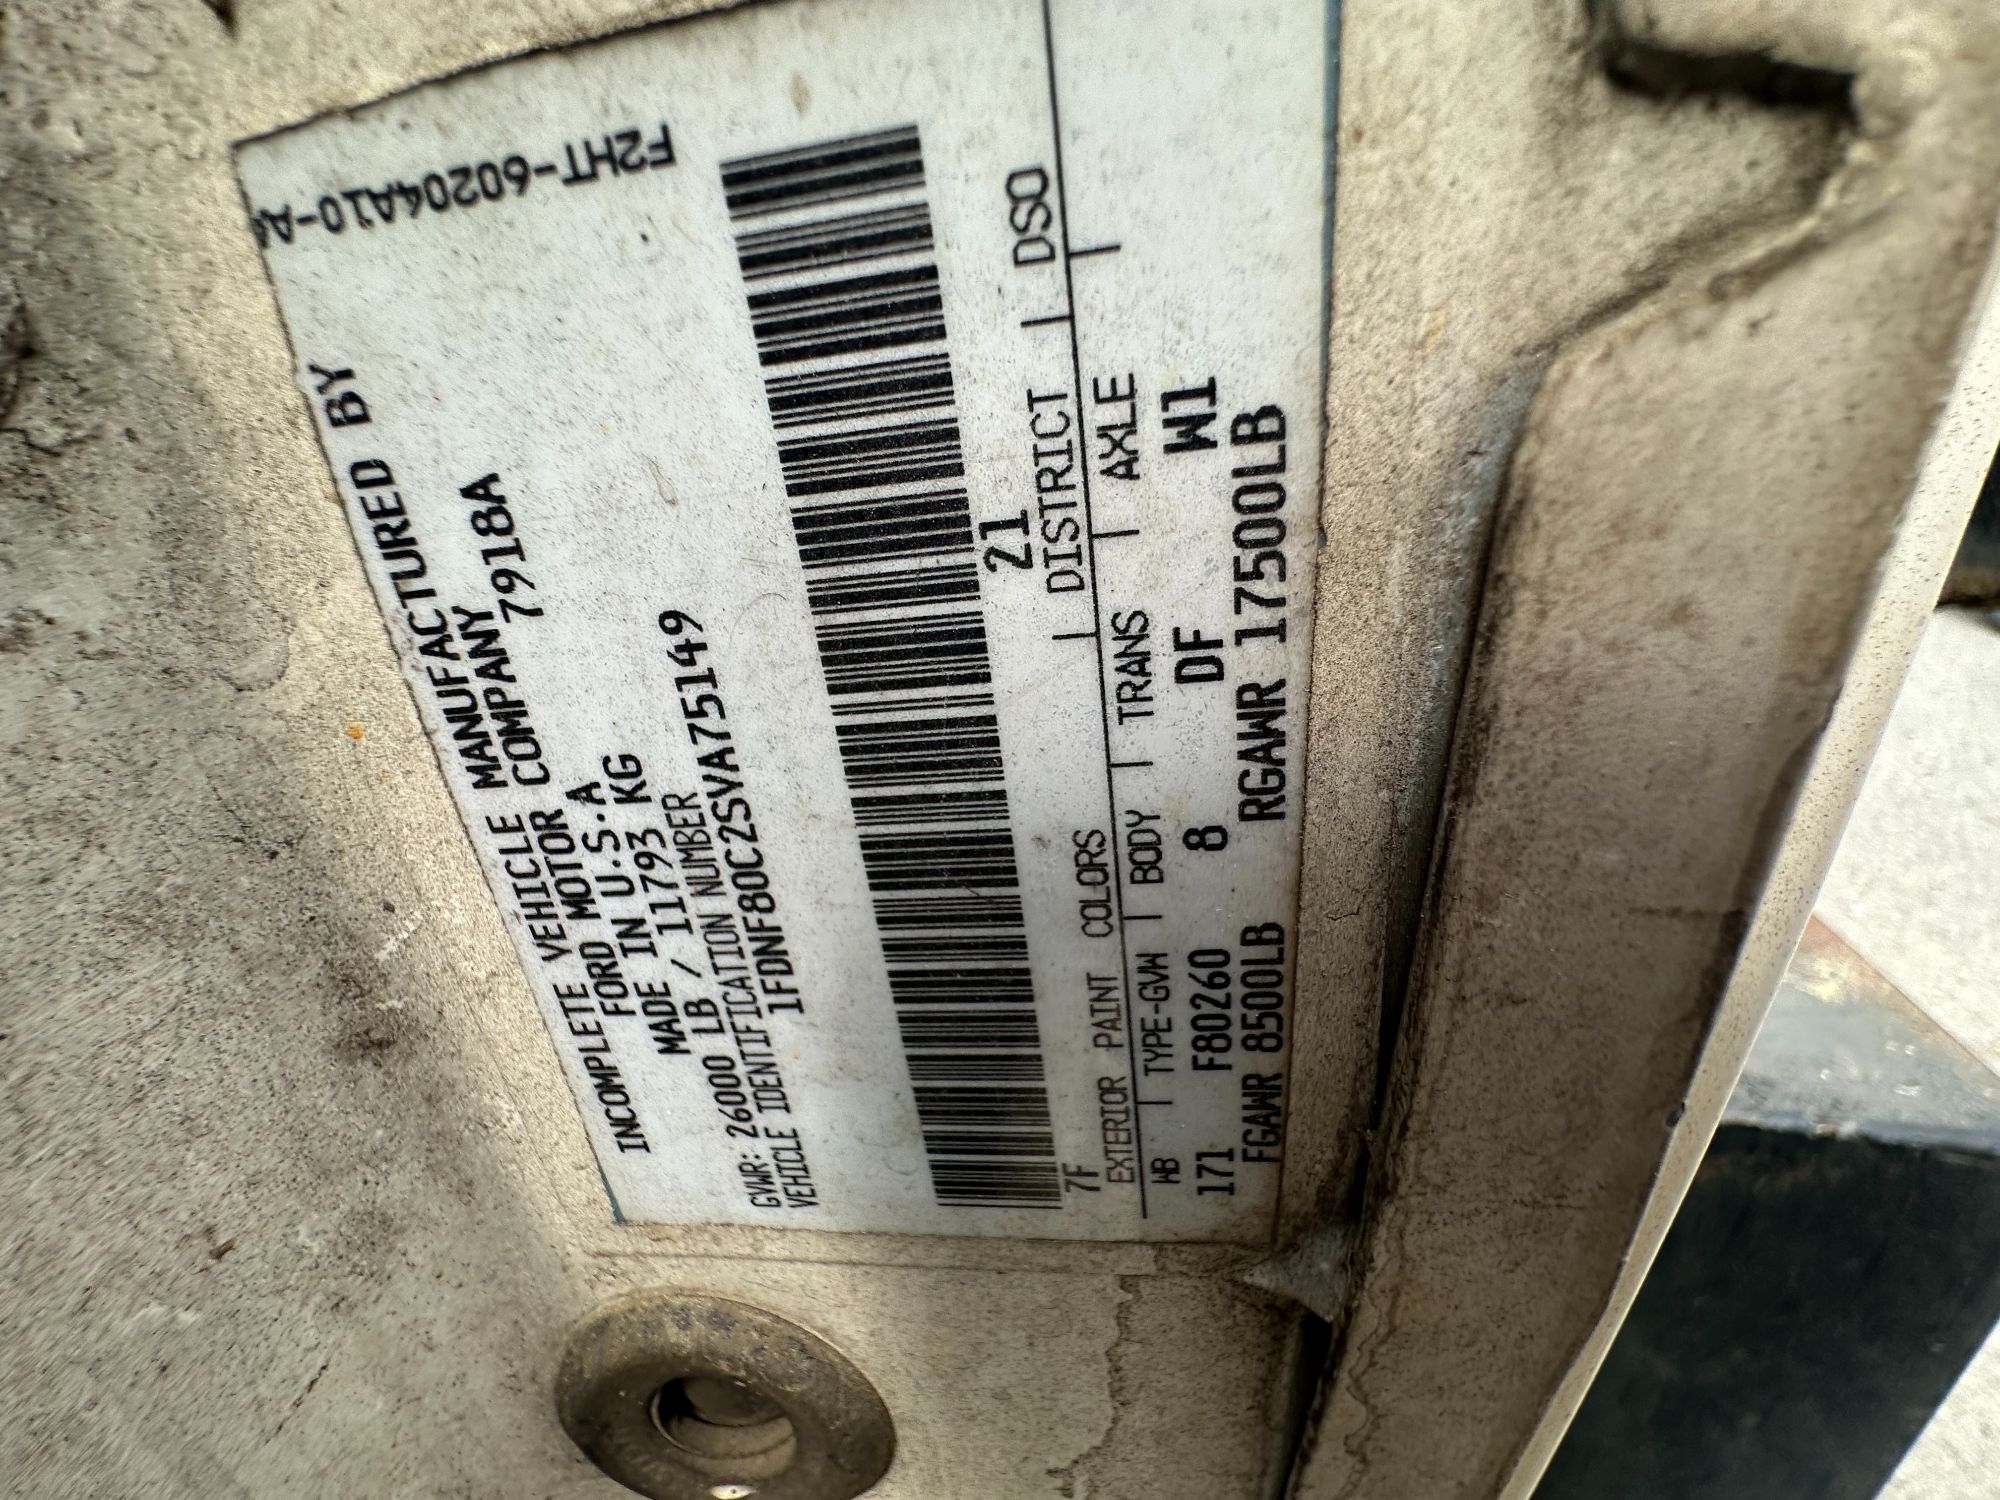 F2HT-60204A10-A
INCOMPLETE VEHICLE MANUFACTURED BY
FORD MOTOR COMPANY
MADE IN U.S.A 7918A
GVWR: 26000 LB / 11793 KG
VEHICLE IDENTIFICATION NUMBER
1FDNF80C2SVA75149
7F 21
EXTERIOR PAINT COLORS DISTRICT DSO
WB TYPE-GVW BODY TRANS AXLE
171 F80260 8 DF W1
FGAWR 8500LB RGAWR 17500LB